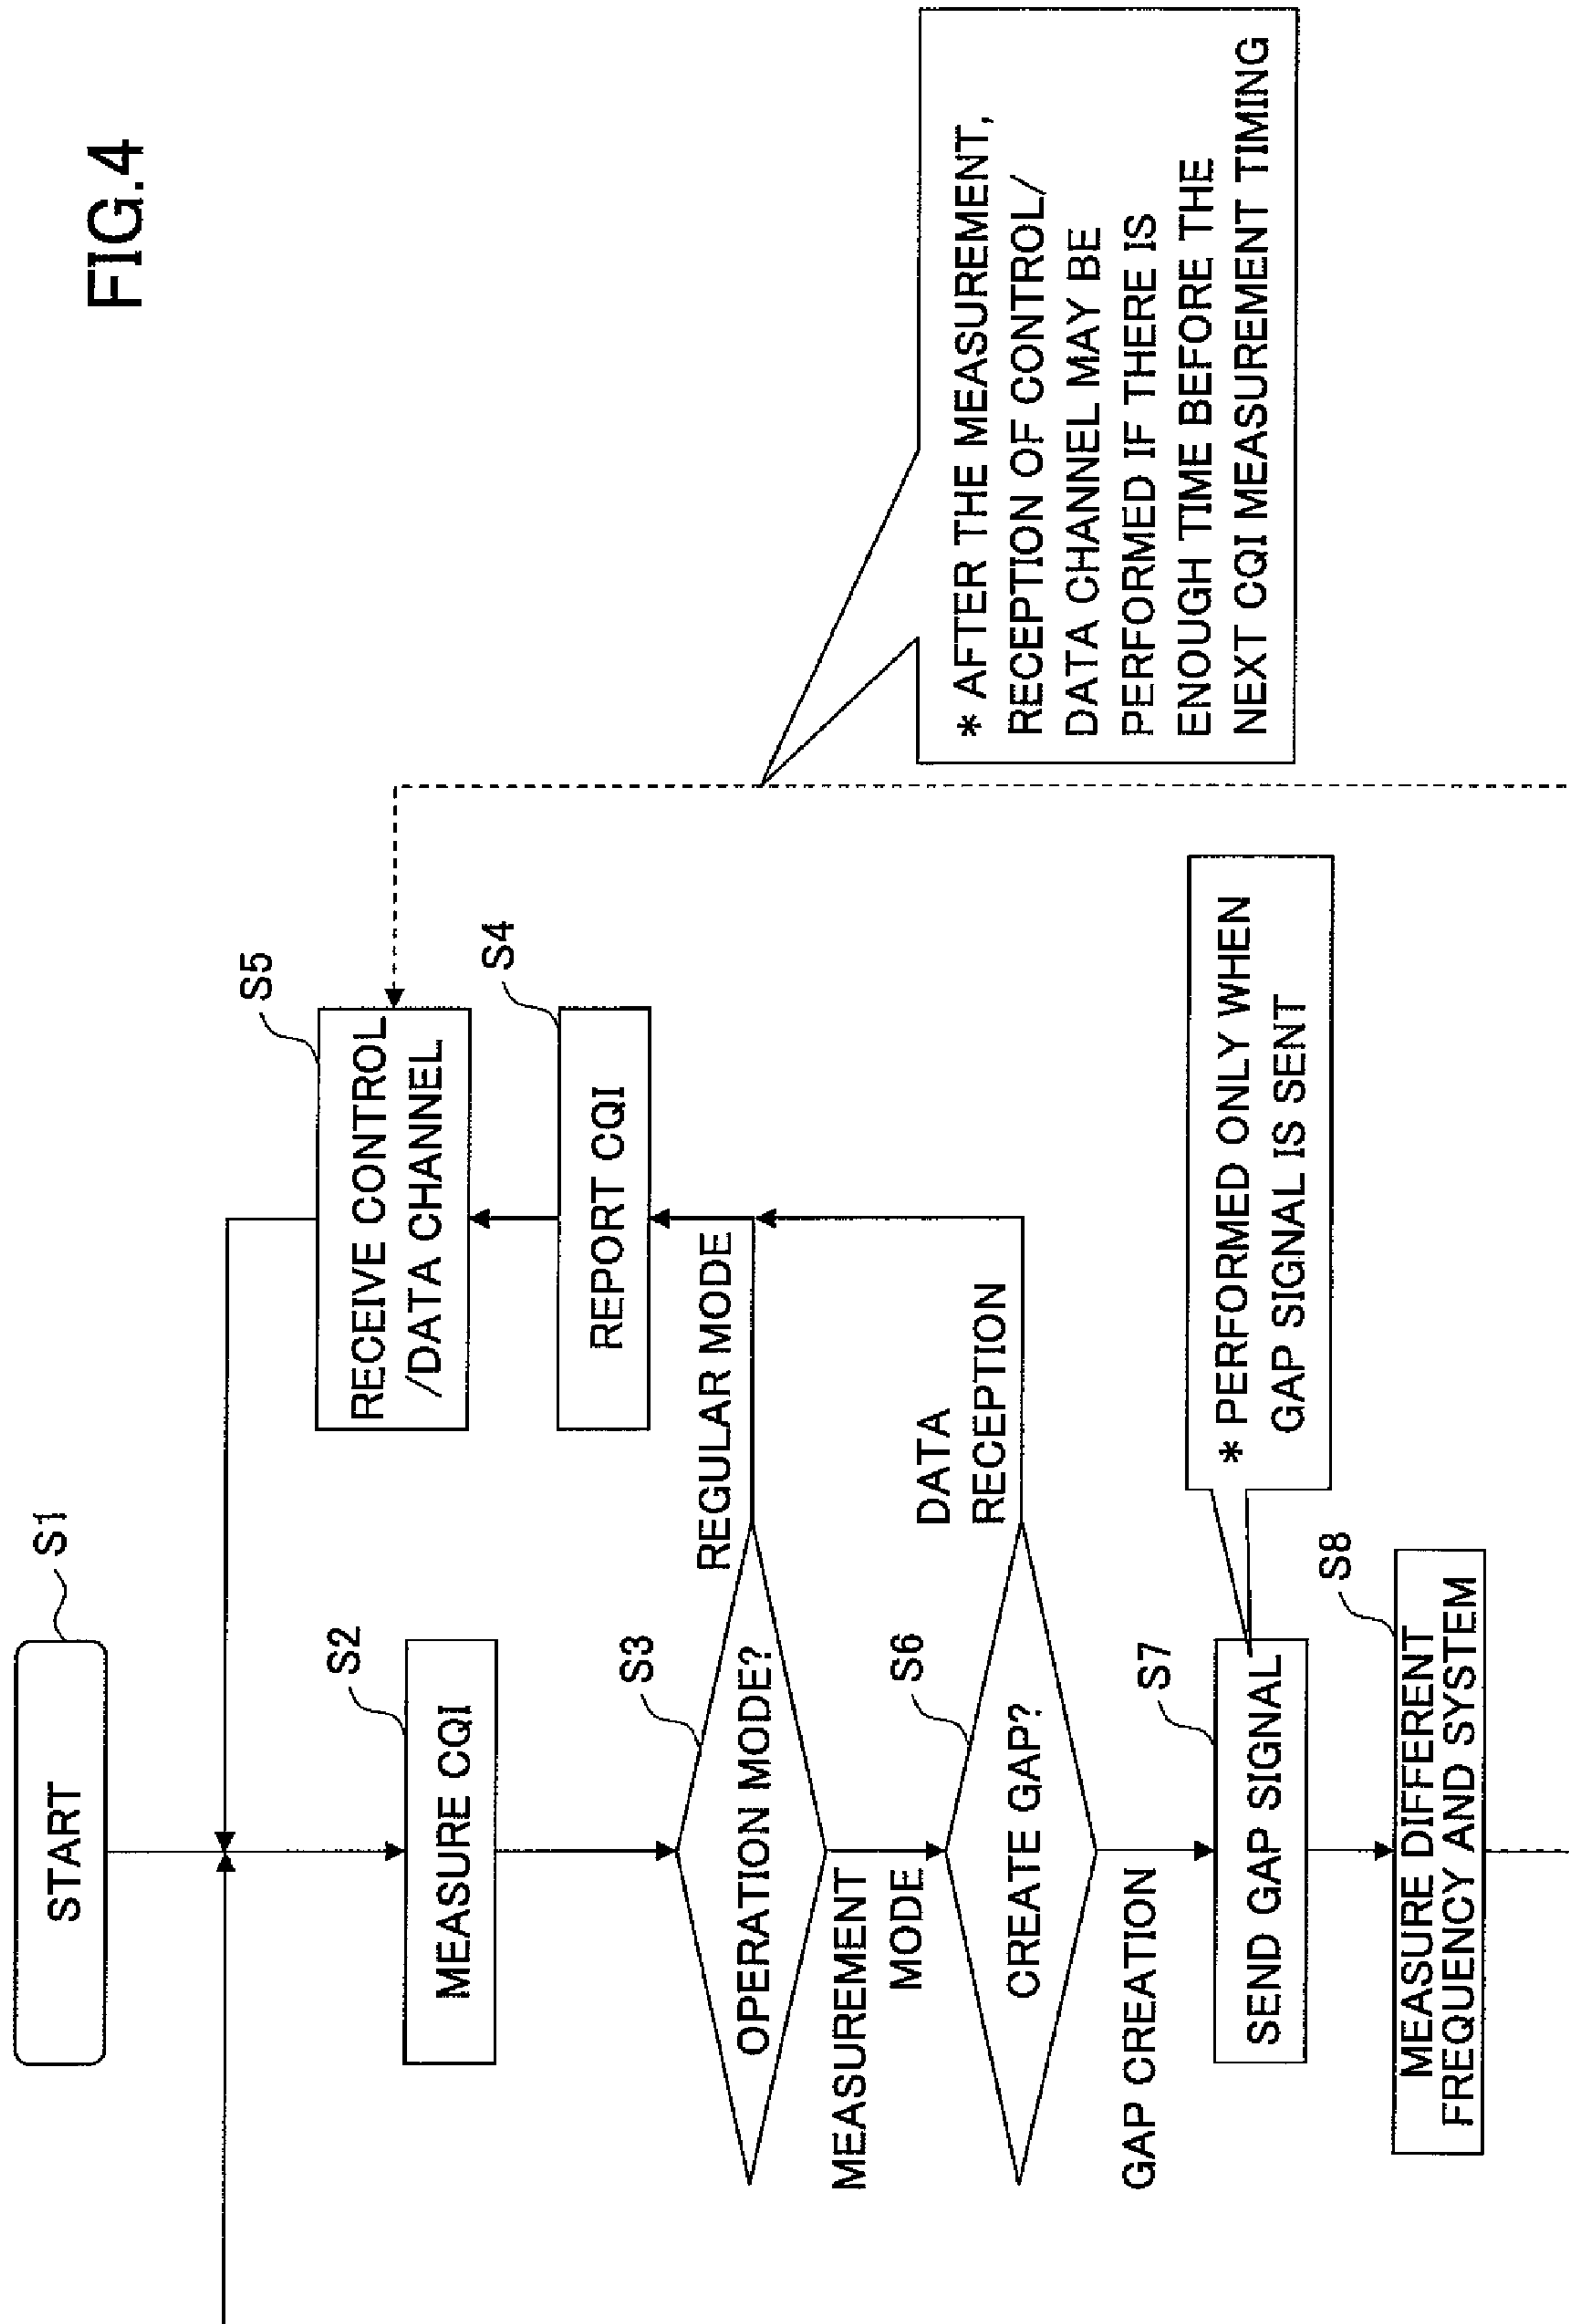 FIG.4
START
S1
MEASURE CQI
S2
OPERATION MODE?
S3
REGULAR MODE
REPORT CQI
S4
RECEIVE CONTROL
/DATA CHANNEL
S5
MEASUREMENT
MODE
CREATE GAP?
S6
DATA
RECEPTION
GAP CREATION
SEND GAP SIGNAL
S7
* PERFORMED ONLY WHEN
GAP SIGNAL IS SENT
MEASURE DIFFERENT
FREQUENCY AND SYSTEM
S8
* AFTER THE MEASUREMENT,
RECEPTION OF CONTROL/
DATA CHANNEL MAY BE
PERFORMED IF THERE IS
ENOUGH TIME BEFORE THE
NEXT CQI MEASUREMENT TIMING